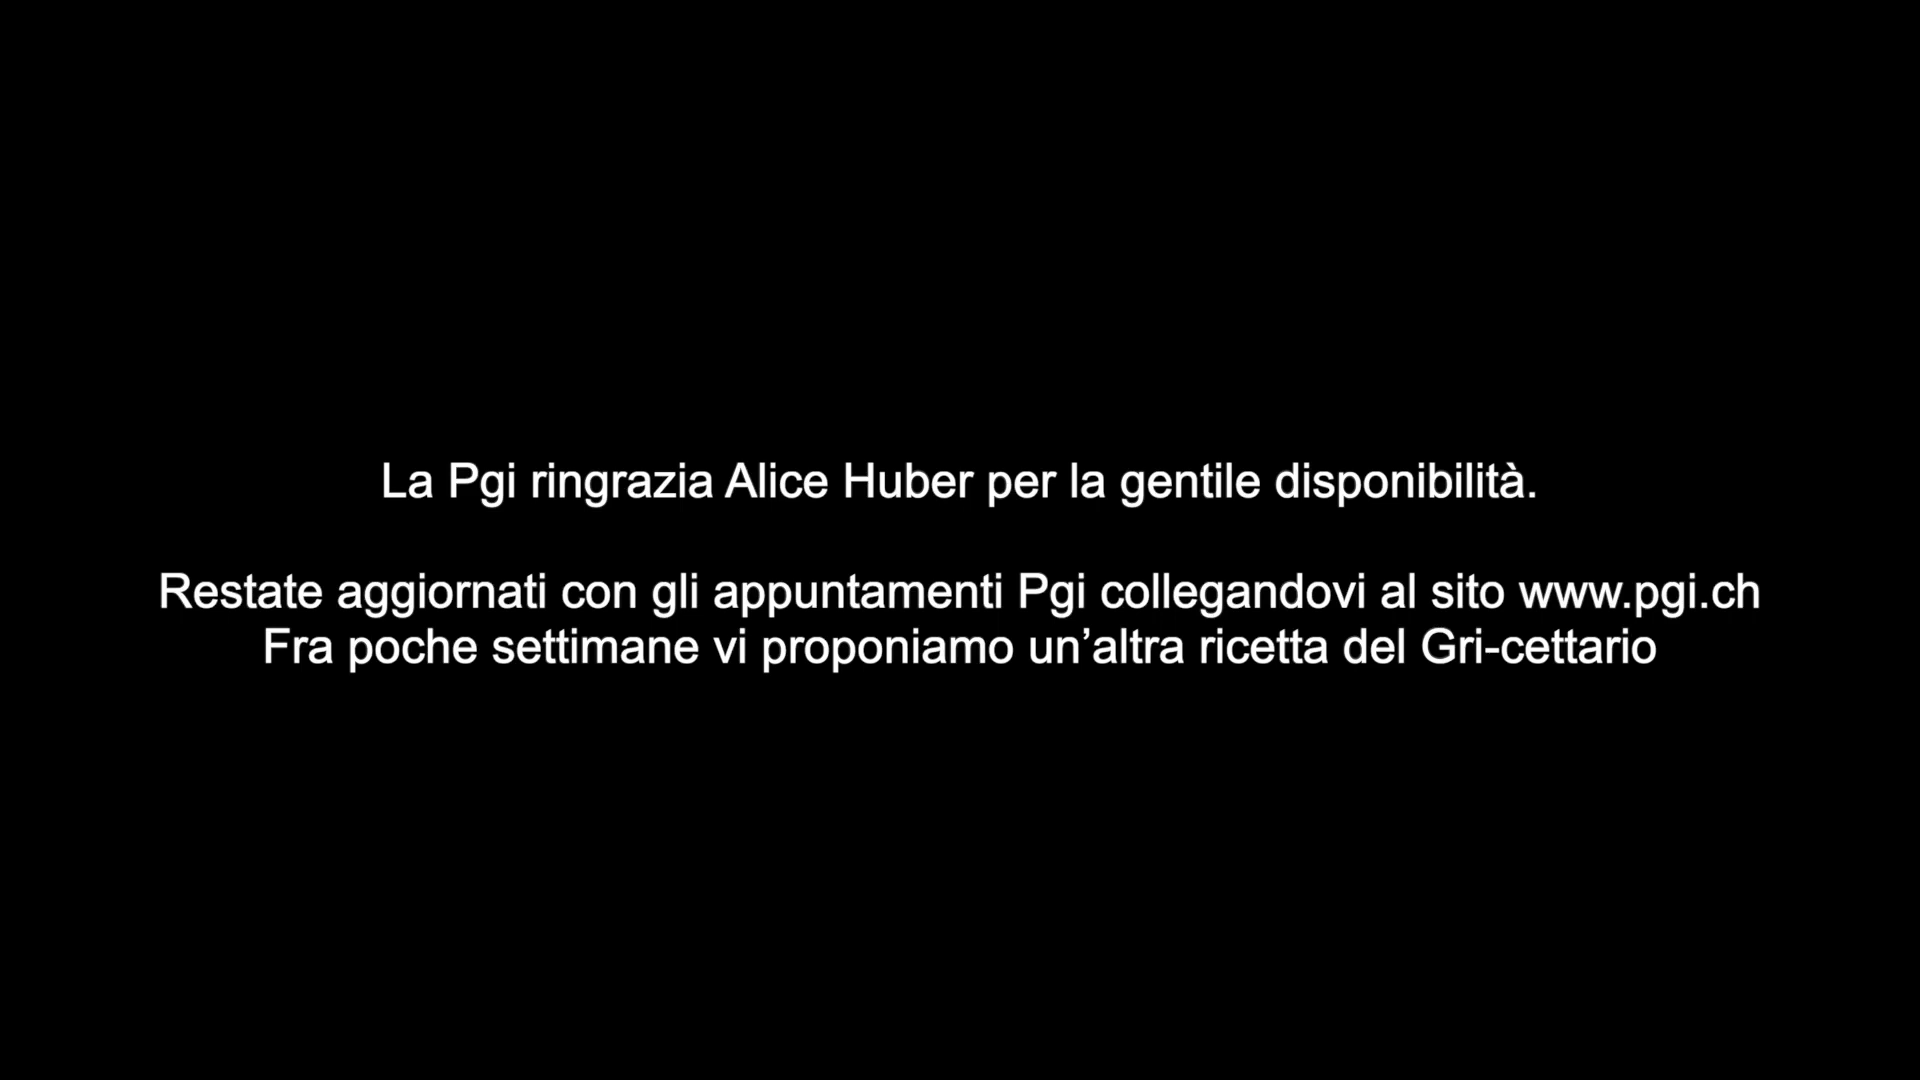 La Pgi ringrazia Alice Huber per la gentile disponibilità.
Restate aggiornati con gli appuntamenti Pgi collegandovi al sito www.pgi.ch
Fra poche settimane vi proponiamo un’altra ricetta del Gri-cettario